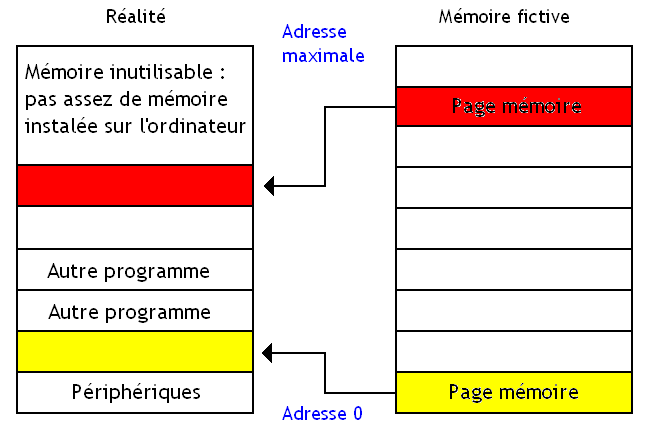 Réalité
Adresse
maximale
Mémoire fictive
Mémoire inutilisable :
pas assez de mémoire
instalée sur l'ordinateur
Page mémoire
Autre programme
Autre programme
Périphériques
Adresse 0
Page mémoire